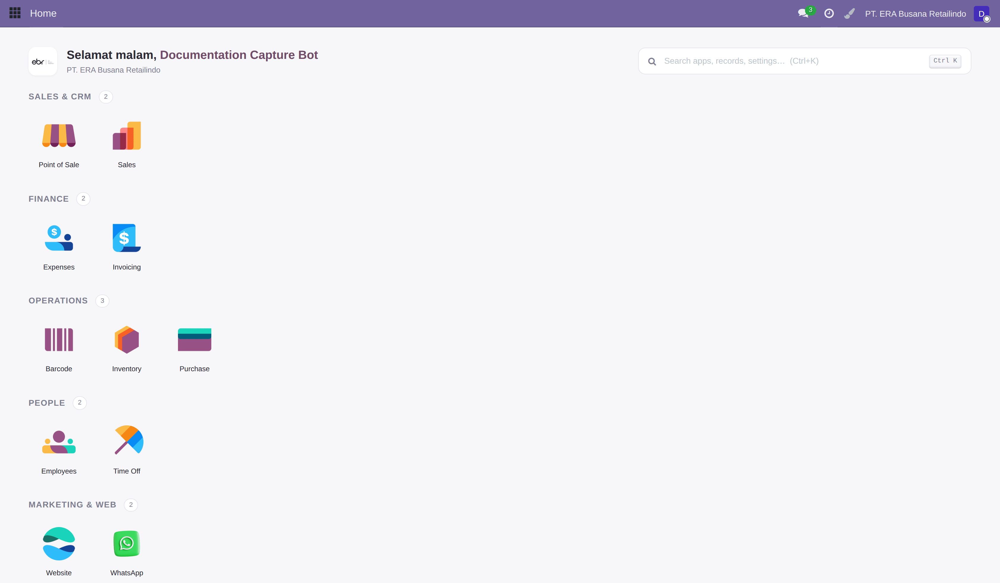 Home
3
PT. ERA Busana Retailindo
D
ebr
Selamat malam, Documentation Capture Bot
PT. ERA Busana Retailindo
Search apps, records, settings… (Ctrl+K)
Ctrl K
SALES & CRM 2
Point of Sale
Sales
FINANCE 2
Expenses
Invoicing
OPERATIONS 3
Barcode
Inventory
Purchase
PEOPLE 2
Employees
Time Off
MARKETING & WEB 2
Website
WhatsApp